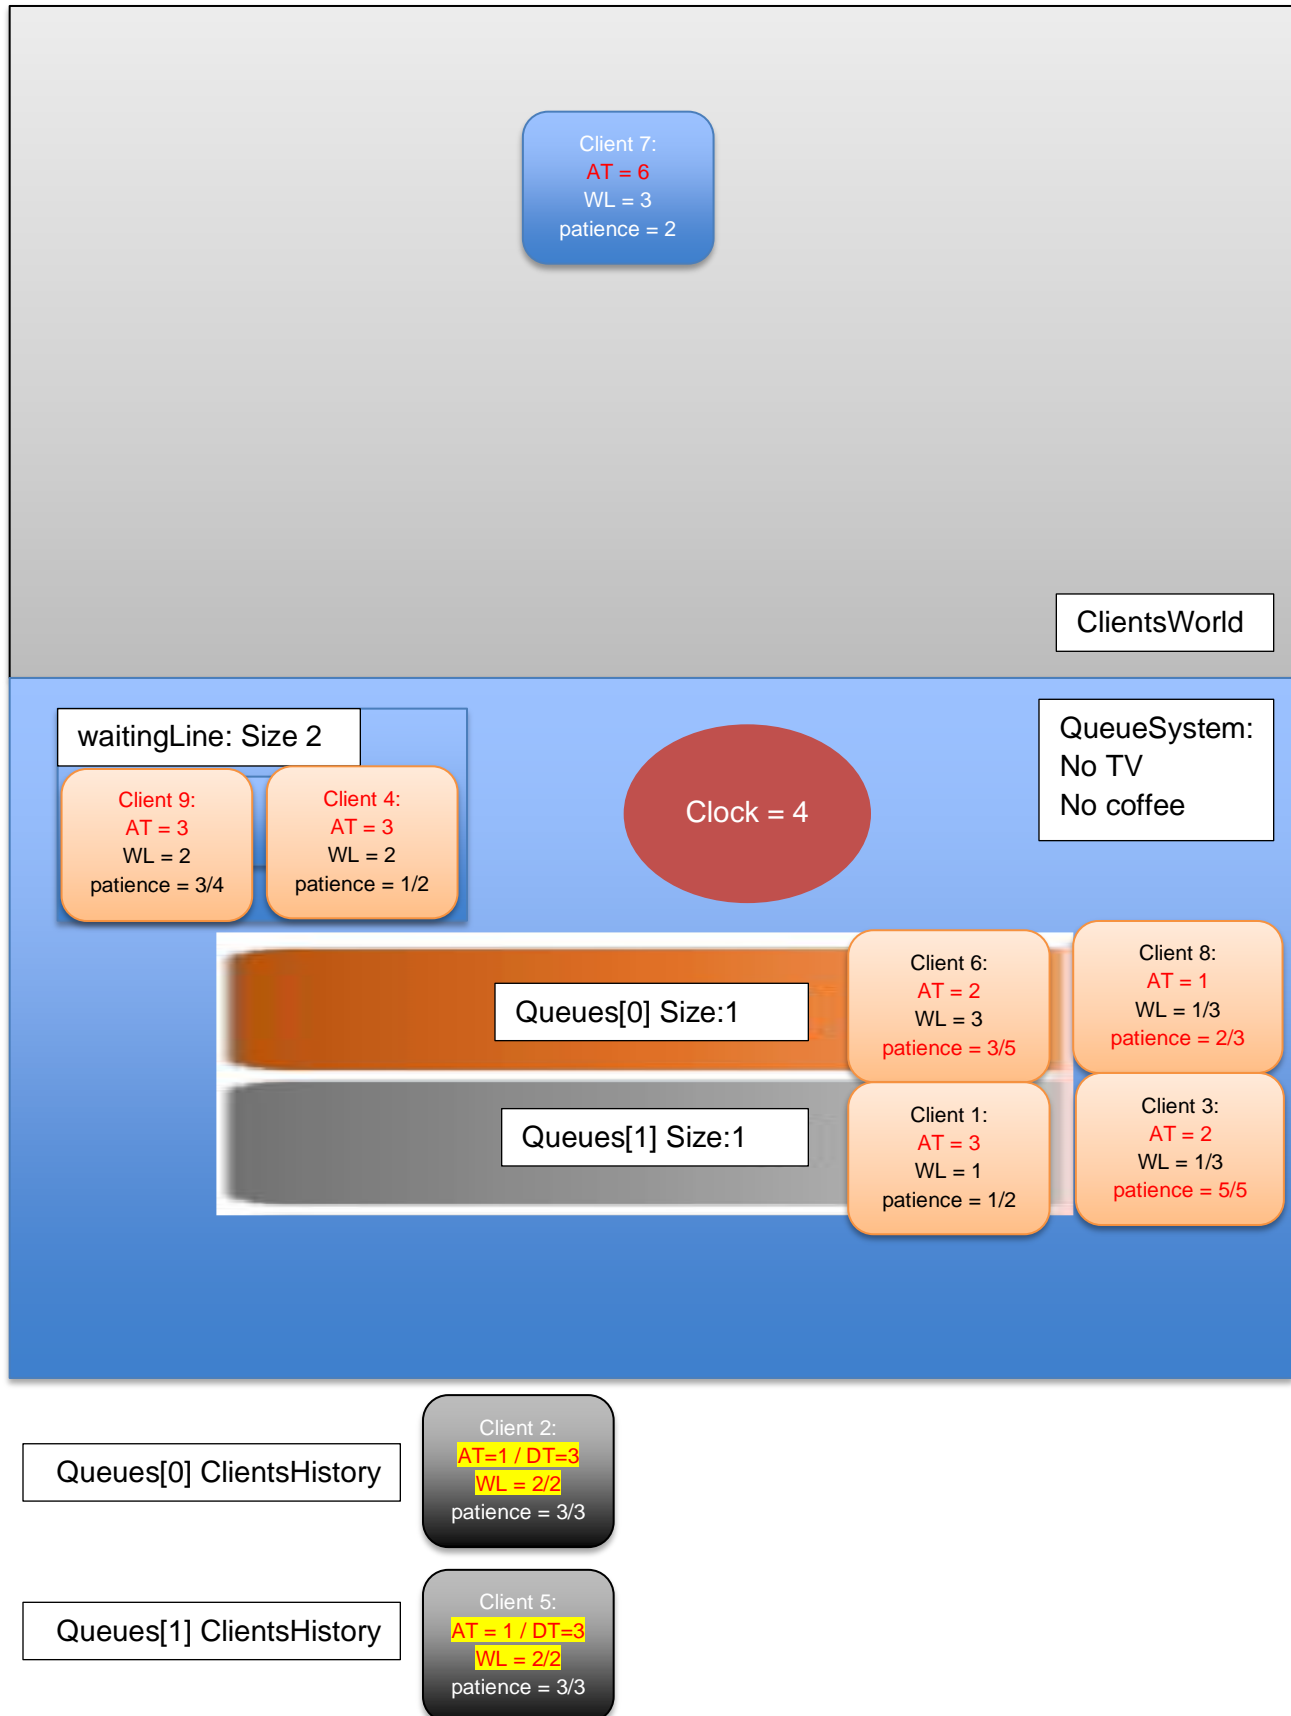 Client 7:
AT = 6
WL = 3
patience = 2
ClientsWorld
waitingLine: Size 2
Client 9:
AT = 3
WL = 2
patience = 3/4
Client 4:
AT = 3
WL = 2
patience = 1/2
Clock = 4
QueueSystem:
No TV
No coffee
Queues[0] Size:1
Client 6:
AT = 2
WL = 3
patience = 3/5
Client 8:
AT = 1
WL = 1/3
patience = 2/3
Queues[1] Size:1
Client 1:
AT = 3
WL = 1
patience = 1/2
Client 3:
AT = 2
WL = 1/3
patience = 5/5
Queues[0] ClientsHistory
Client 2:
AT=1 / DT=3
WL = 2/2
patience = 3/3
Queues[1] ClientsHistory
Client 5:
AT = 1 / DT=3
WL = 2/2
patience = 3/3